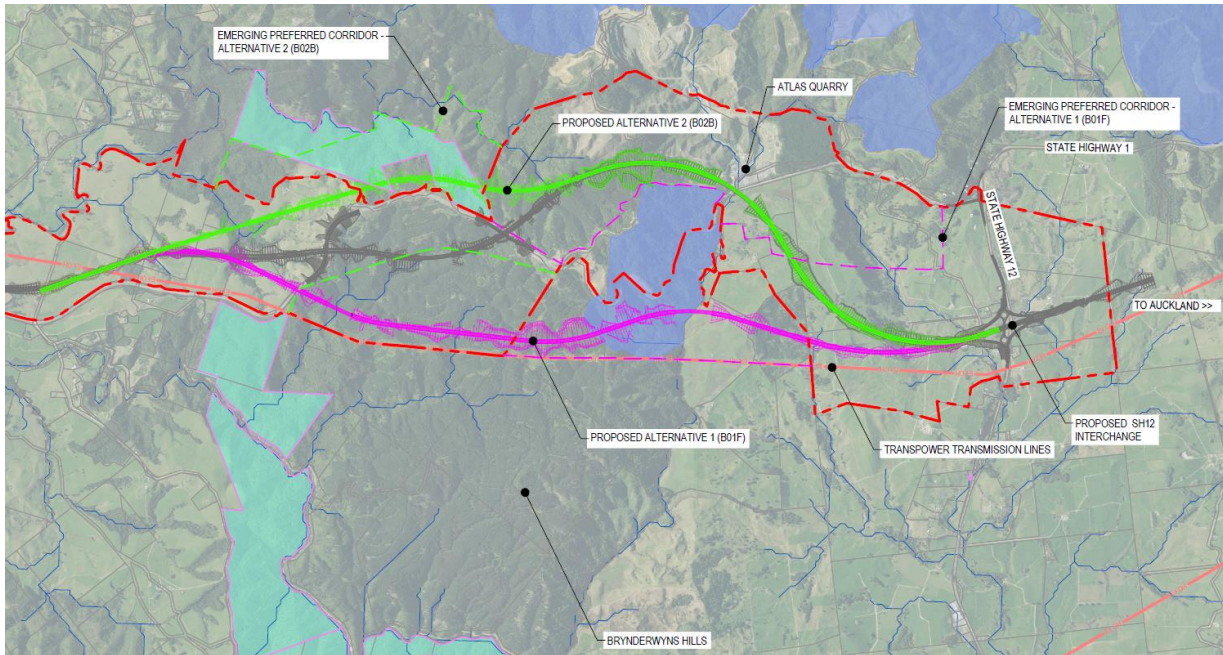 EMERGING PREFERRED CORRIDOR -
ALTERNATIVE 2 (B02B)
ATLAS QUARRY
PROPOSED ALTERNATIVE 2 (B02B)
EMERGING PREFERRED CORRIDOR -
ALTERNATIVE 1 (B01F)
STATE HIGHWAY 1
STATE HIGHWAY 12
TO AUCKLAND >>
PROPOSED ALTERNATIVE 1 (B01F)
PROPOSED SH12
INTERCHANGE
TRANSPOWER TRANSMISSION LINES
BRYNDERWYNS HILLS